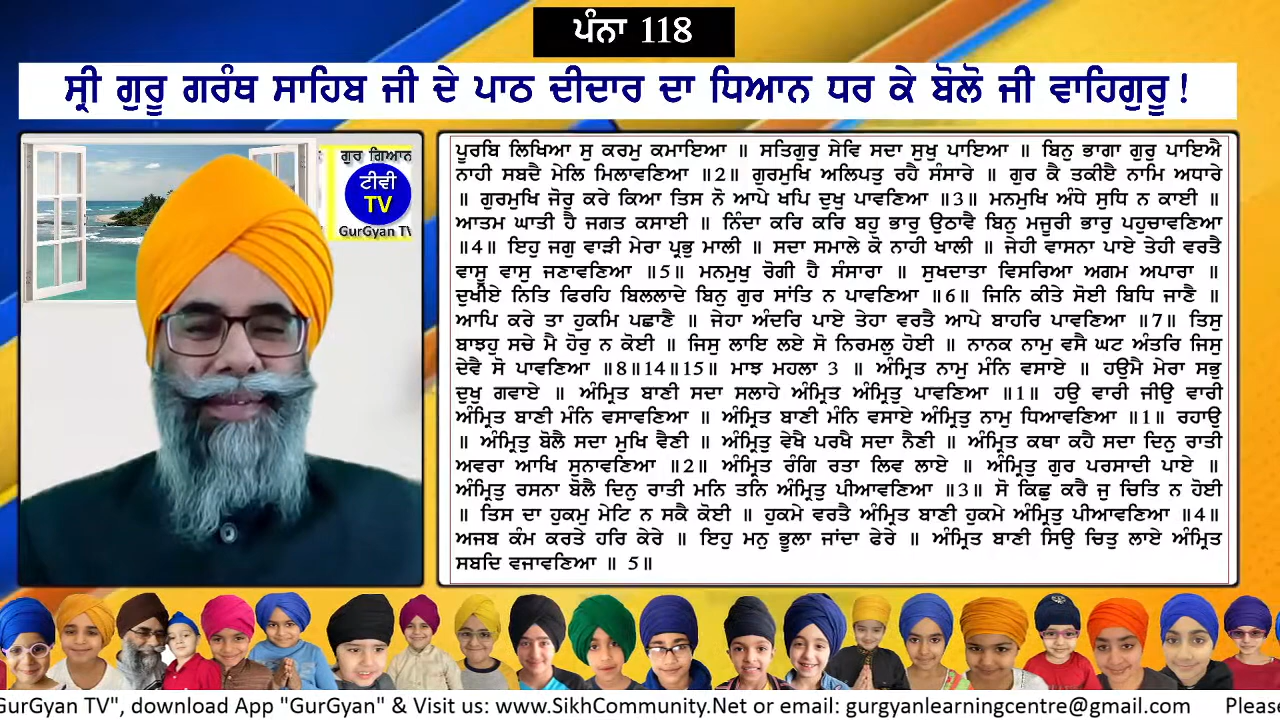 ਪੰਨਾ 118
ਸ੍ਰੀ ਗੁਰੂ ਗਰੰਥ ਸਾਹਿਬ ਜੀ ਦੇ ਪਾਠ ਦੀਦਾਰ ਦਾ ਧਿਆਨ ਧਰ ਕੇ ਬੋਲੋ ਜੀ ਵਾਹਿਗੁਰੂ!
ਗੁਰ ਗਿਆਨ
ਟੀਵੀ
TV
GurGyan TV
ਪੂਰਬਿ ਲਿਖਿਆ ਸੁ ਕਰਮੁ ਕਮਾਇਆ ॥ ਸਤਿਗੁਰੁ ਸੇਵਿ ਸਦਾ ਸੁਖੁ ਪਾਇਆ ॥ ਬਿਨੁ ਭਾਗਾ ਗੁਰੁ ਪਾਇਐ
ਨਾਹੀ ਸਬਦੈ ਮੇਲਿ ਮਿਲਾਵਣਿਆ ॥2॥ ਗੁਰਮੁਖਿ ਅਲਿਪਤੁ ਰਹੈ ਸੰਸਾਰੇ ॥ ਗੁਰ ਕੈ ਤਕੀਐ ਨਾਮਿ ਅਧਾਰੇ
॥ ਗੁਰਮੁਖਿ ਜੋਰੁ ਕਰੇ ਕਿਆ ਤਿਸ ਨੋ ਆਪੇ ਖਪਿ ਦੁਖੁ ਪਾਵਣਿਆ ॥3॥ ਮਨਮੁਖਿ ਅੰਧੇ ਸੁਧਿ ਨ ਕਾਈ ॥
ਆਤਮ ਘਾਤੀ ਹੈ ਜਗਤ ਕਸਾਈ ॥ ਨਿੰਦਾ ਕਰਿ ਕਰਿ ਬਹੁ ਭਾਰੁ ਉਠਾਵੈ ਬਿਨੁ ਮਜੂਰੀ ਭਾਰੁ ਪਹੁਚਾਵਣਿਆ
॥4॥ ਇਹੁ ਜਗੁ ਵਾੜੀ ਮੇਰਾ ਪ੍ਰਭੁ ਮਾਲੀ ॥ ਸਦਾ ਸਮਾਲੇ ਕੋ ਨਾਹੀ ਖਾਲੀ ॥ ਜੇਹੀ ਵਾਸਨਾ ਪਾਏ ਤੇਹੀ ਵਰਤੈ
ਵਾਸੂ ਵਾਸੁ ਜਣਾਵਣਿਆ ॥5॥ ਮਨਮੁਖੁ ਰੋਗੀ ਹੈ ਸੰਸਾਰਾ ॥ ਸੁਖਦਾਤਾ ਵਿਸਰਿਆ ਅਗਮ ਅਪਾਰਾ ॥
ਦੁਖੀਏ ਨਿਤਿ ਫਿਰਹਿ ਬਿਲਲਾਦੇ ਬਿਨੁ ਗੁਰ ਸਾਂਤਿ ਨ ਪਾਵਣਿਆ ॥6॥ ਜਿਨਿ ਕੀਤੇ ਸੋਈ ਬਿਧਿ ਜਾਣੈ ॥
ਆਪਿ ਕਰੇ ਤਾ ਹੁਕਮਿ ਪਛਾਣੈ ॥ ਜੇਹਾ ਅੰਦਰਿ ਪਾਏ ਤੇਹਾ ਵਰਤੈ ਆਪੇ ਬਾਹਰਿ ਪਾਵਣਿਆ ॥7॥ ਤਿਸੁ
ਬਾਝਹੁ ਸਚੇ ਮੈ ਹੋਰੁ ਨ ਕੋਈ ॥ ਜਿਸੁ ਲਾਇ ਲਏ ਸੋ ਨਿਰਮਲੁ ਹੋਈ ॥ ਨਾਨਕ ਨਾਮੁ ਵਸੈ ਘਟ ਅੰਤਰਿ ਜਿਸੁ
ਦੇਵੈ ਸੋ ਪਾਵਣਿਆ ॥8॥14॥15॥ ਮਾਝ ਮਹਲਾ 3 ॥ ਅੰਮ੍ਰਿਤ ਨਾਮੁ ਮੰਨਿ ਵਸਾਏ ॥ ਹਉਮੈ ਮੇਰਾ ਸਭੁ
ਦੁਖੁ ਗਵਾਏ ॥ ਅੰਮ੍ਰਿਤ ਬਾਣੀ ਸਦਾ ਸਲਾਹੇ ਅੰਮ੍ਰਿਤ ਅੰਮ੍ਰਿਤੁ ਪਾਵਣਿਆ ॥1॥ ਹਉ ਵਾਰੀ ਜੀਉ ਵਾਰੀ
ਅੰਮ੍ਰਿਤ ਬਾਣੀ ਮੰਨਿ ਵਸਾਵਣਿਆ ॥ ਅੰਮ੍ਰਿਤ ਬਾਣੀ ਮੰਨਿ ਵਸਾਏ ਅੰਮ੍ਰਿਤੁ ਨਾਮੁ ਧਿਆਵਣਿਆ ॥1॥ ਰਹਾਉ
॥ ਅੰਮ੍ਰਿਤੁ ਬੋਲੈ ਸਦਾ ਮੁਖਿ ਵੈਣੀ ॥ ਅੰਮ੍ਰਿਤੁ ਵੇਖੈ ਪਰਖੈ ਸਦਾ ਨੈਣੀ ॥ ਅੰਮ੍ਰਿਤ ਕਥਾ ਕਹੈ ਸਦਾ ਦਿਨੁ ਰਾਤੀ
ਅਵਰਾ ਆਖਿ ਸੁਨਾਵਣਿਆ ॥2॥ ਅੰਮ੍ਰਿਤ ਰੰਗਿ ਰਤਾ ਲਿਵ ਲਾਏ ॥ ਅੰਮ੍ਰਿਤੁ ਗੁਰ ਪਰਸਾਦੀ ਪਾਏ ॥
ਅੰਮ੍ਰਿਤੁ ਰਸਨਾ ਬੋਲੈ ਦਿਨੁ ਰਾਤੀ ਮਨਿ ਤਨਿ ਅੰਮ੍ਰਿਤੁ ਪੀਆਵਣਿਆ ॥3॥ ਸੋ ਕਿਛੁ ਕਰੈ ਜੁ ਚਿਤਿ ਨ ਹੋਈ
॥ ਤਿਸ ਦਾ ਹੁਕਮੁ ਮੇਟਿ ਨ ਸਕੈ ਕੋਈ ॥ ਹੁਕਮੇ ਵਰਤੈ ਅੰਮ੍ਰਿਤ ਬਾਣੀ ਹੁਕਮੇ ਅੰਮ੍ਰਿਤੁ ਪੀਆਵਣਿਆ ॥4॥
ਅਜਬ ਕੰਮ ਕਰਤੇ ਹਰਿ ਕੇਰੇ ॥ ਇਹੁ ਮਨੁ ਭੂਲਾ ਜਾਂਦਾ ਫੇਰੇ ॥ ਅੰਮ੍ਰਿਤ ਬਾਣੀ ਸਿਉ ਚਿਤੁ ਲਾਏ ਅੰਮ੍ਰਿਤ
ਸਬਦਿ ਵਜਾਵਣਿਆ ॥ 5॥
GurGyan TV", download App "GurGyan" & Visit us: www.SikhCommunity.Net or email: gurgyanlearningcentre@gmail.com Please